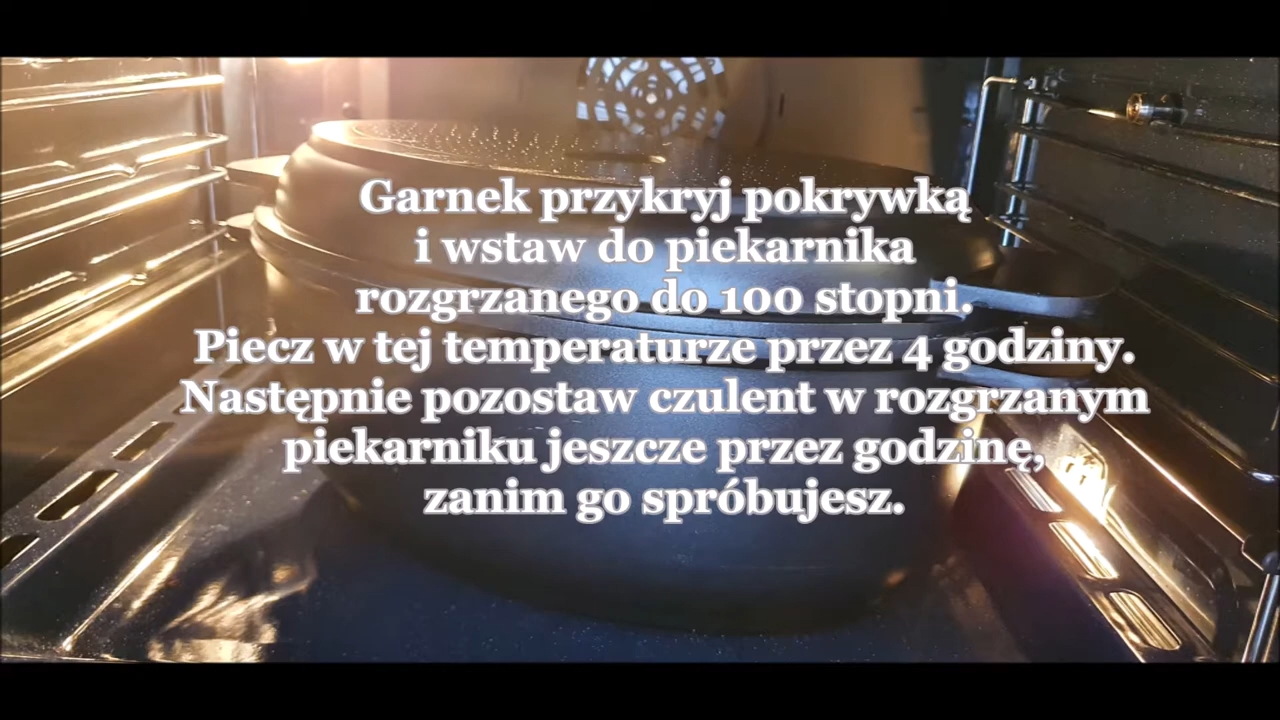 Garnek przykryj pokrywką
i wstaw do piekarnika
rozgrzanego do 100 stopni.
Piecz w tej temperaturze przez 4 godziny.
Następnie pozostaw czulent w rozgrzanym
piekarniku jeszcze przez godzinę,
zanim go spróbujesz.